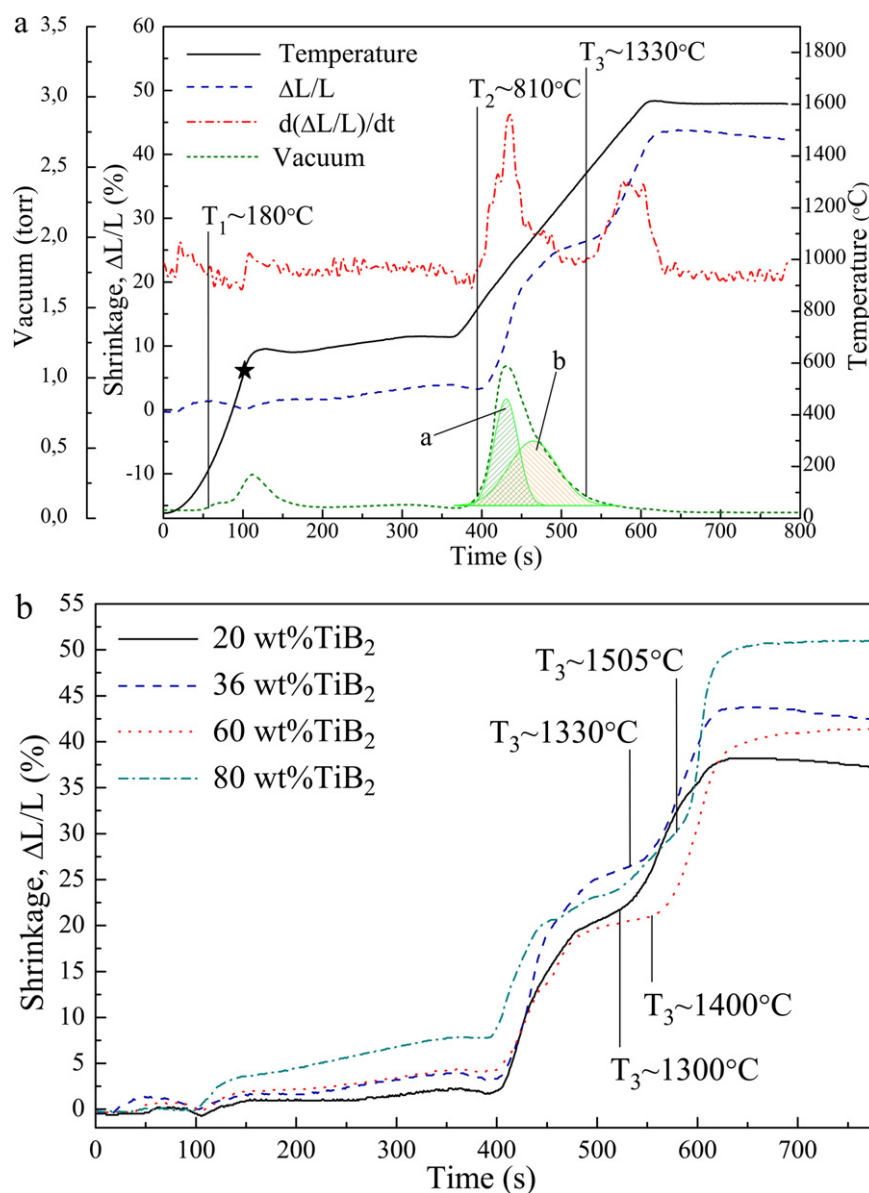 a
Temperature
ΔL/L
d(ΔL/L)/dt
Vacuum
T1~180°C
T2~810°C
T3~1330°C
a
b
Vacuum (torr)
3,0
2,5
2,0
1,5
1,0
0,5
0,0
Shrinkage, ΔL/L (%)
60
50
40
30
20
10
0
-10
Temperature (°C)
1800
1600
1400
1200
1000
800
600
400
200
0
0 100 200 300 400 500 600 700 800
Time (s)
b
20 wt%TiB2
36 wt%TiB2
60 wt%TiB2
80 wt%TiB2
T3~1505°C
T3~1330°C
T3~1400°C
T3~1300°C
Shrinkage, ΔL/L (%)
55
50
45
40
35
30
25
20
15
10
5
0
0 100 200 300 400 500 600 700
Time (s)